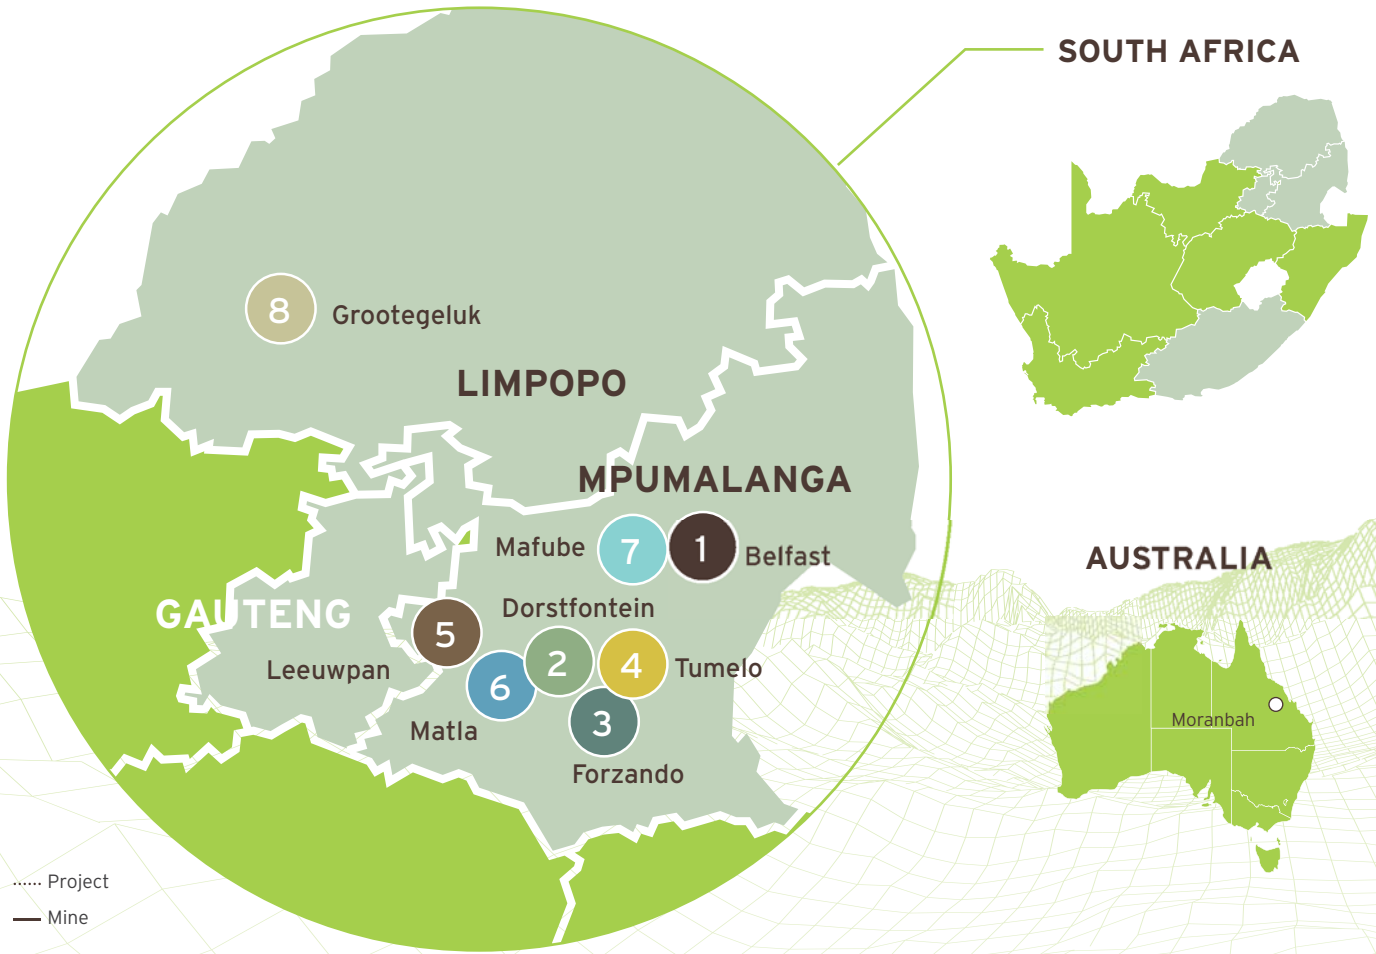 SOUTH AFRICA
8
Grootegeluk
LIMPOPO
MPUMALANGA
Mafube
7
1
Belfast
AUSTRALIA
GAUTENG
Dorstfontein
5
2
4
Tumelo
Leeuwpan
6
3
Matla
Moranbah
Forzando
Project
Mine